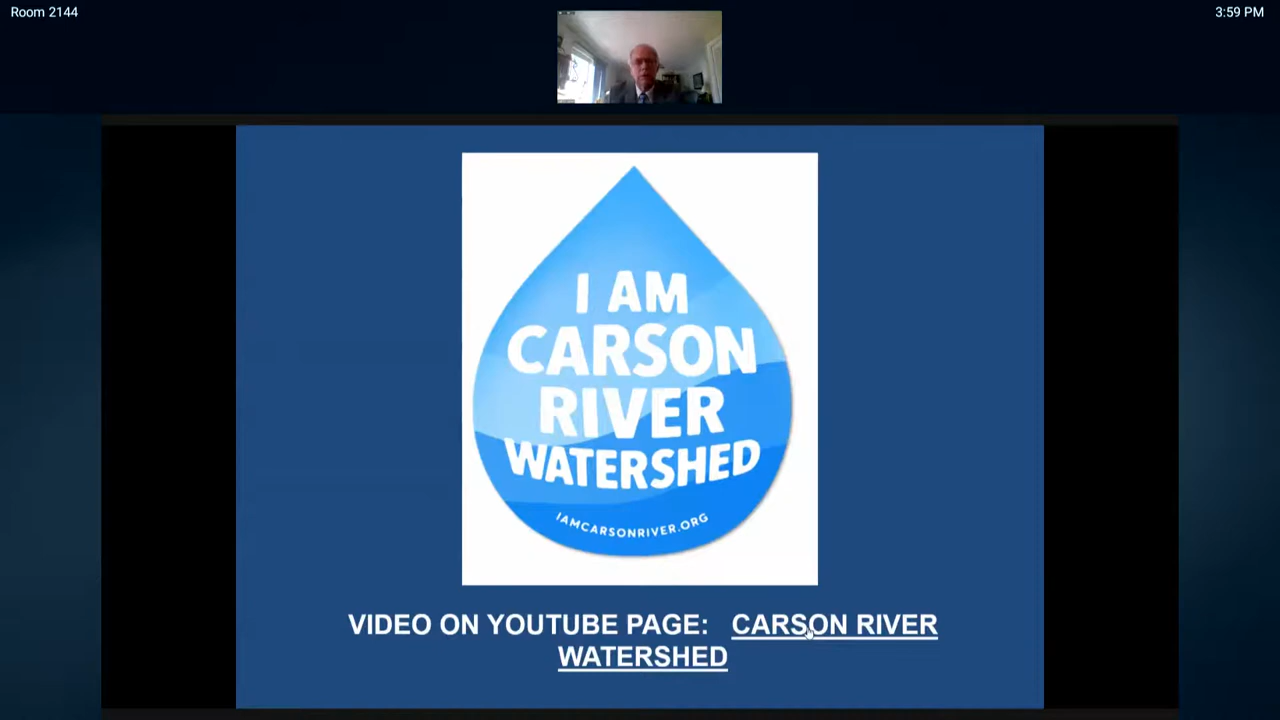 Room 2144
3:59 PM
I AM
CARSON
RIVER
WATERSHED
IAMCARSONRIVER.ORG
VIDEO ON YOUTUBE PAGE: CARSON RIVER
WATERSHED